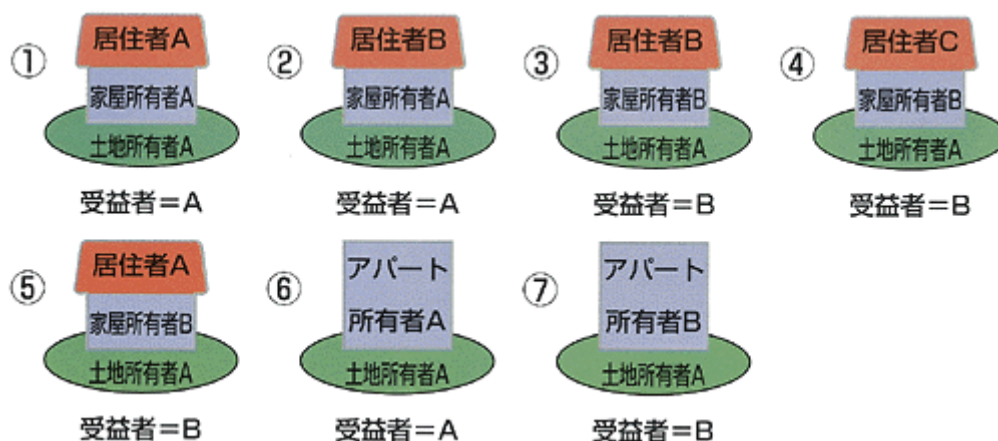 ①
居住者A
家屋所有者A
土地所有者A
受益者=A
②
居住者B
家屋所有者A
土地所有者A
受益者=A
③
居住者B
家屋所有者B
土地所有者A
受益者=B
④
居住者C
家屋所有者B
土地所有者A
受益者=B
⑤
居住者A
家屋所有者B
土地所有者A
受益者=B
⑥
アパート
所有者A
土地所有者A
受益者=A
⑦
アパート
所有者B
土地所有者A
受益者=B